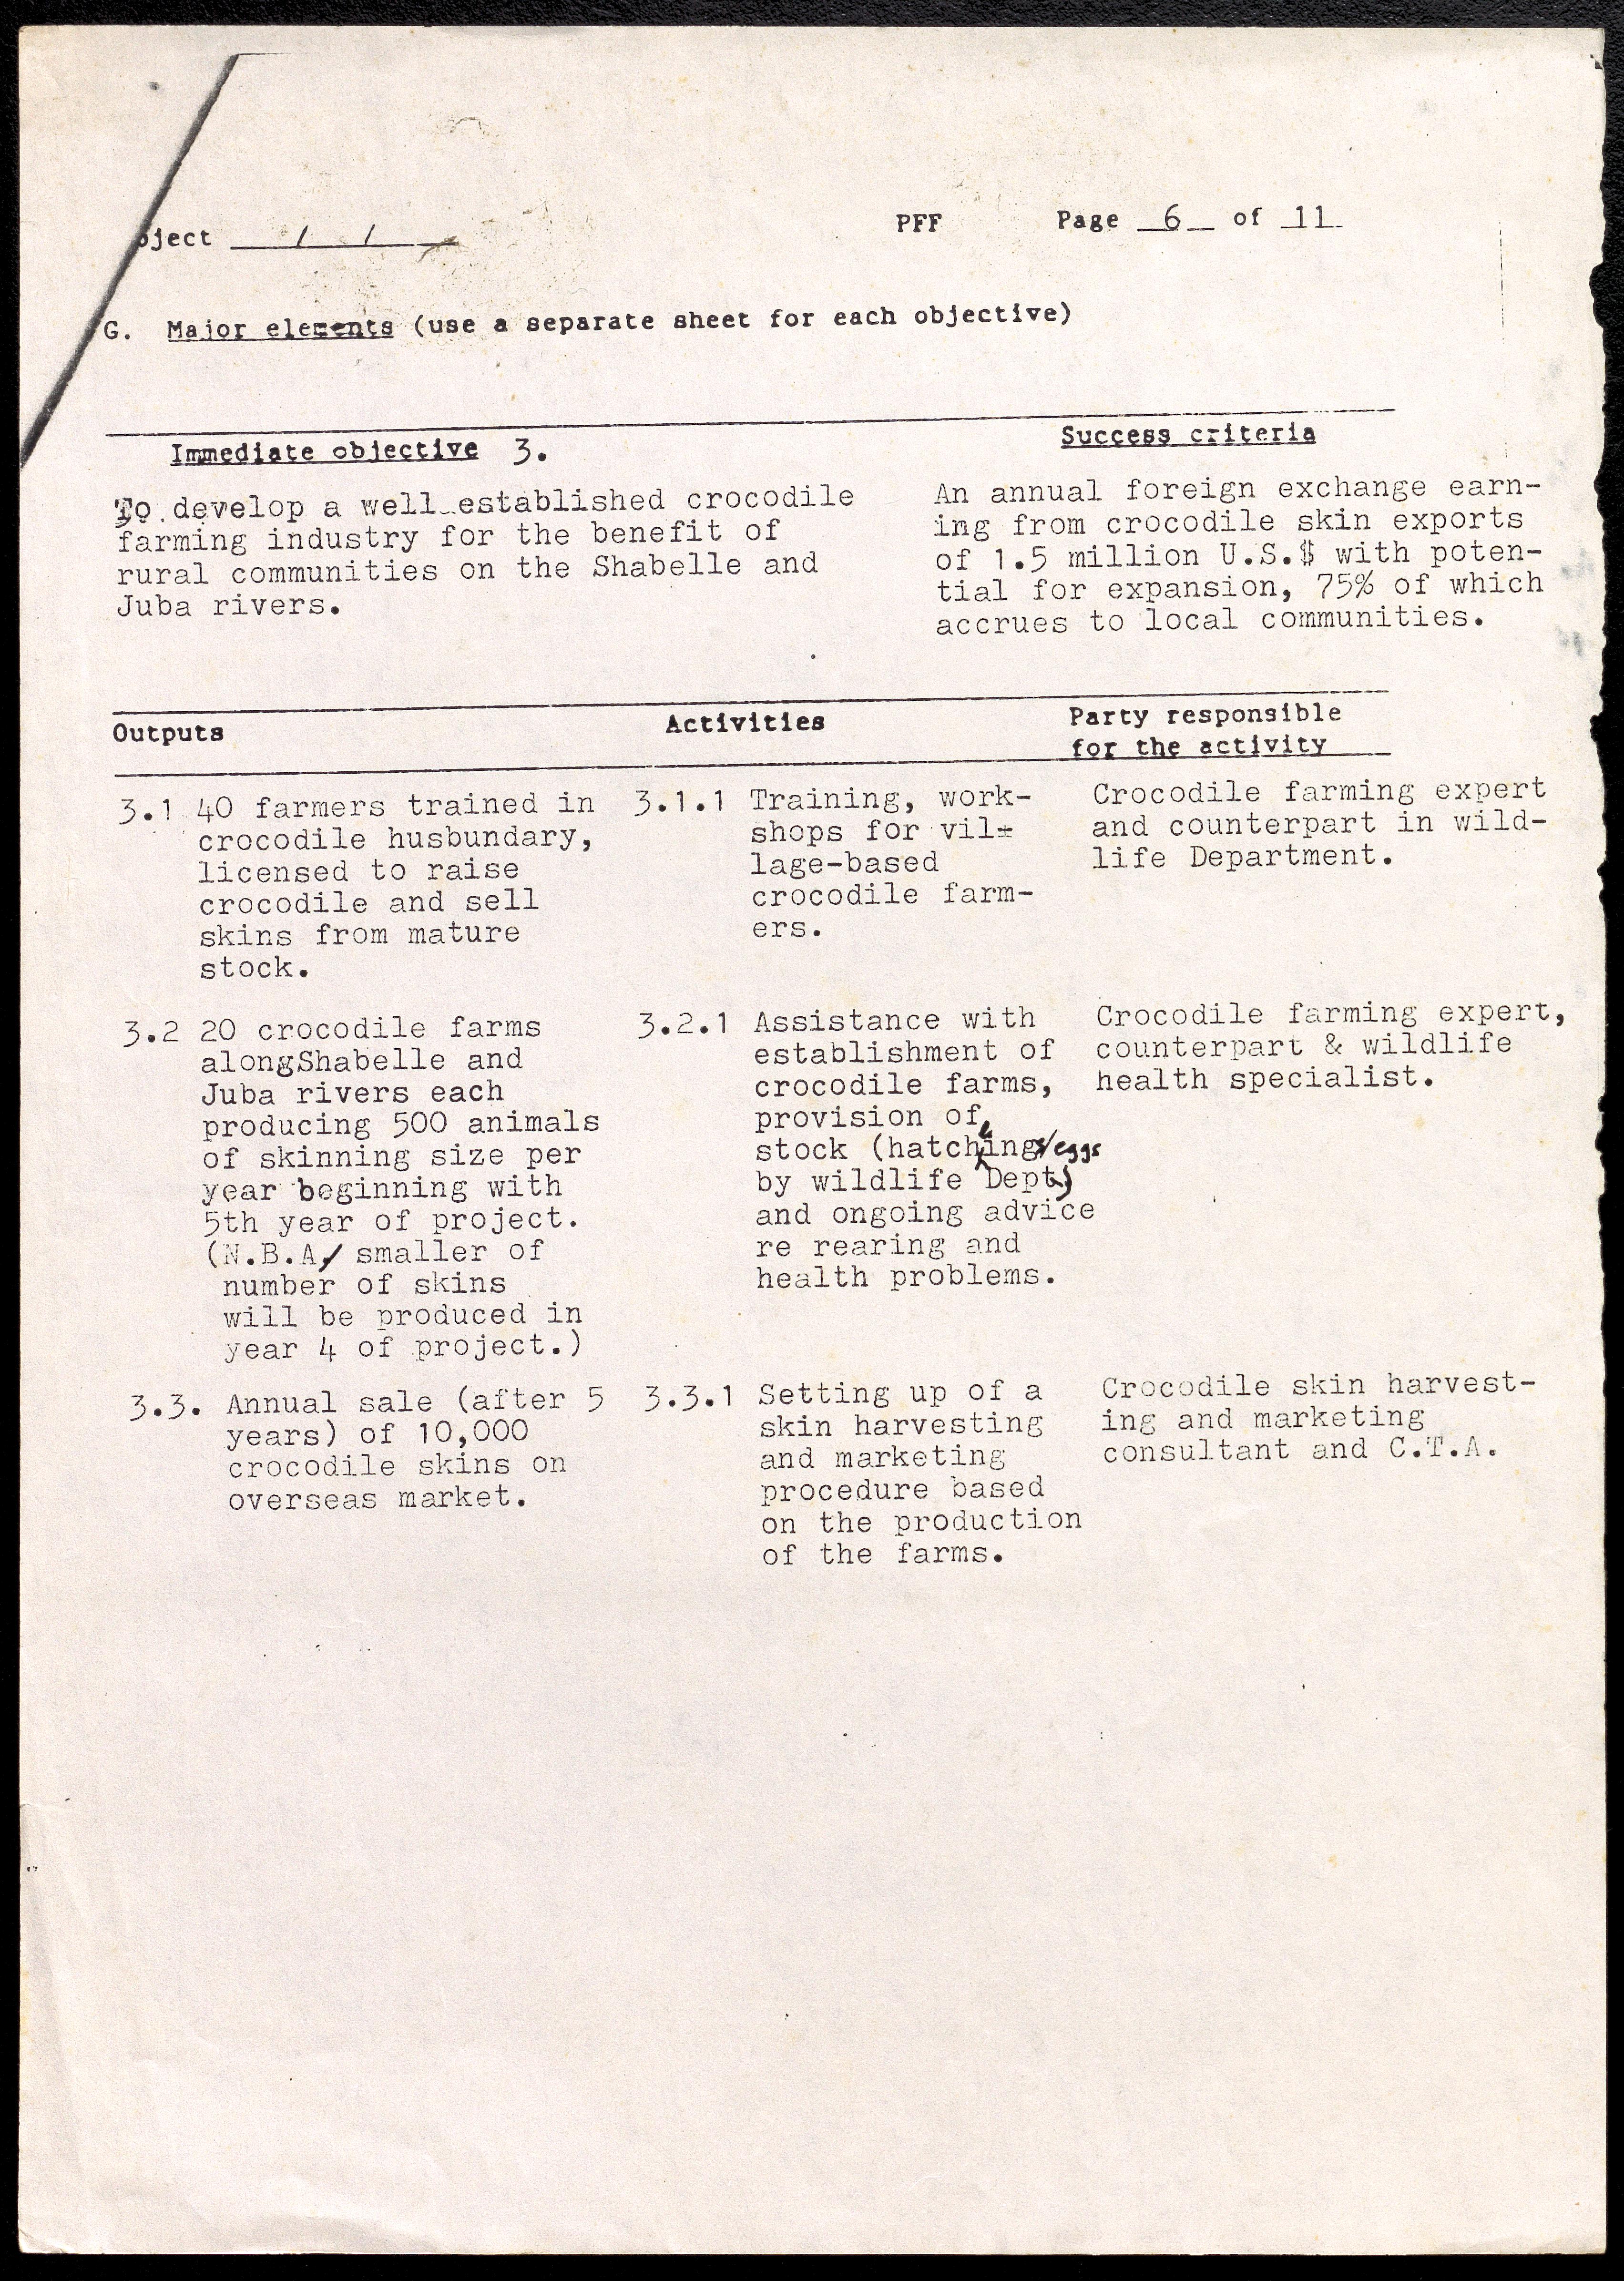 oject / /
PFF Page 6 of 11
G. Major elements (use a separate sheet for each objective)
Immediate objective 3.
To develop a well established crocodile
farming industry for the benefit of
rural communities on the Shabelle and
Juba rivers.
Success criteria
An annual foreign exchange earn-
ing from crocodile skin exports
of 1.5 million U.S.$ with poten-
tial for expansion, 75% of which
accrues to local communities.
Outputs
Activities
Party responsible
for the activity
3.1 40 farmers trained in
crocodile husbundary,
licensed to raise
crocodile and sell
skins from mature
stock.
3.1.1 Training, work-
shops for vil-
lage-based
crocodile farm-
ers.
Crocodile farming expert
and counterpart in wild-
life Department.
3.2 20 crocodile farms
alongShabelle and
Juba rivers each
producing 500 animals
of skinning size per
year beginning with
5th year of project.
(N.B.A/ smaller of
number of skins
will be produced in
year 4 of project.)
3.2.1 Assistance with
establishment of
crocodile farms,
provision of
stock (hatchlings/eggs
by wildlife Dept.)
and ongoing advice
re rearing and
health problems.
Crocodile farming expert,
counterpart & wildlife
health specialist.
3.3. Annual sale (after 5
years) of 10,000
crocodile skins on
overseas market.
3.3.1 Setting up of a
skin harvesting
and marketing
procedure based
on the production
of the farms.
Crocodile skin harvest-
ing and marketing
consultant and C.T.A.